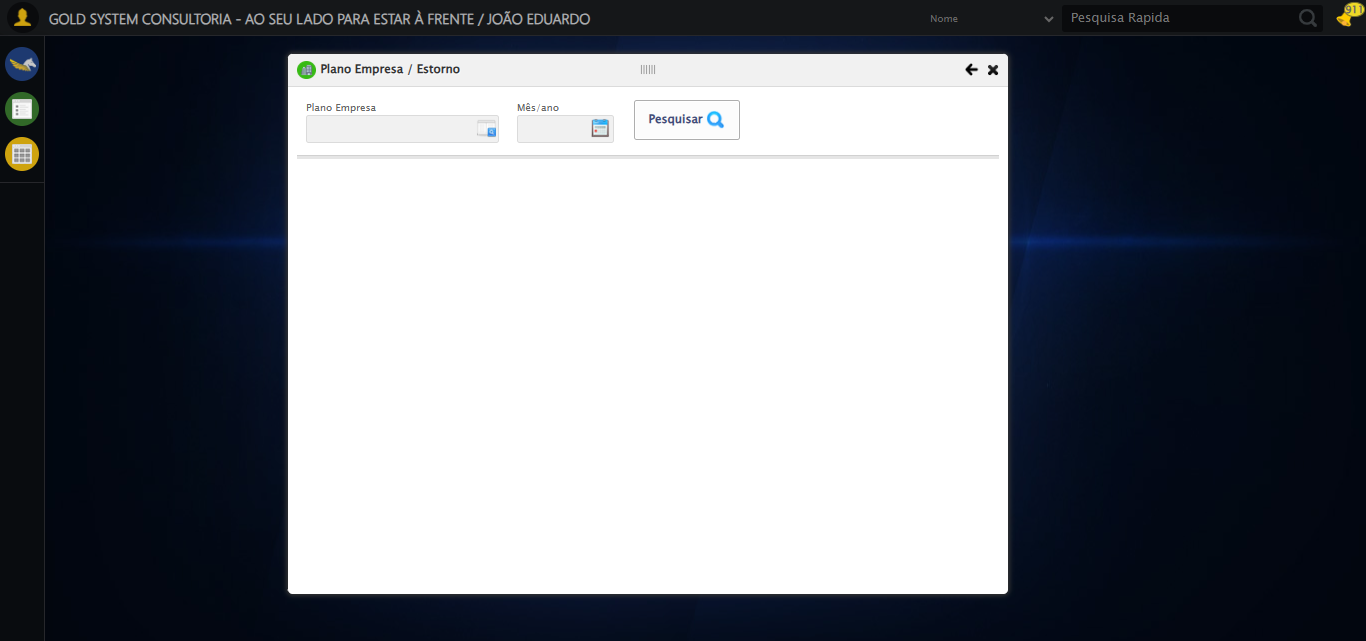 GOLD SYSTEM CONSULTORIA - AO SEU LADO PARA ESTAR À FRENTE / JOÃO EDUARDO
Nome
Pesquisa Rapida
911
Plano Empresa / Estorno
Plano Empresa
Mês/ano
Pesquisar